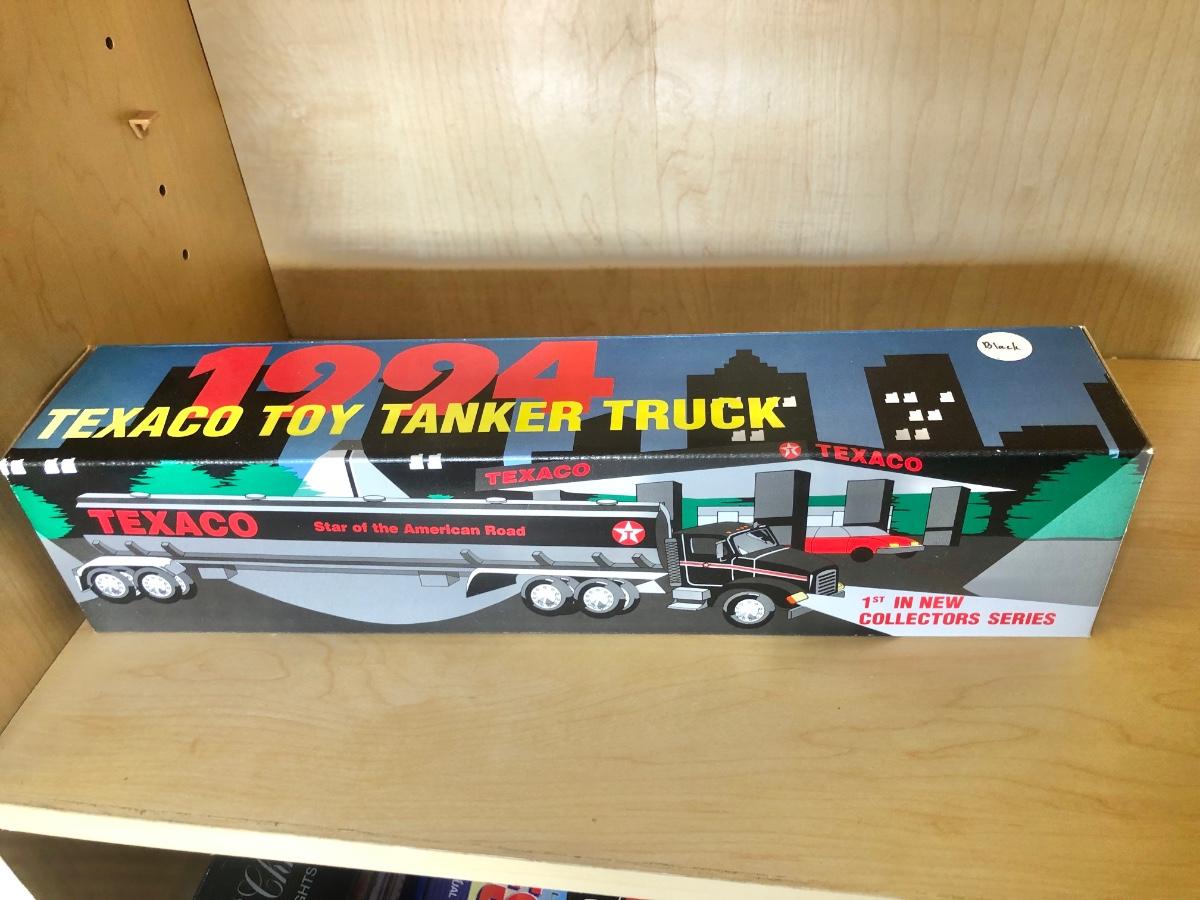 1994
Black
TEXACO TOY TANKER TRUCK
TEXACO
TEXACO
TEXACO
Star of the American Road
1ST IN NEW
COLLECTORS SERIES